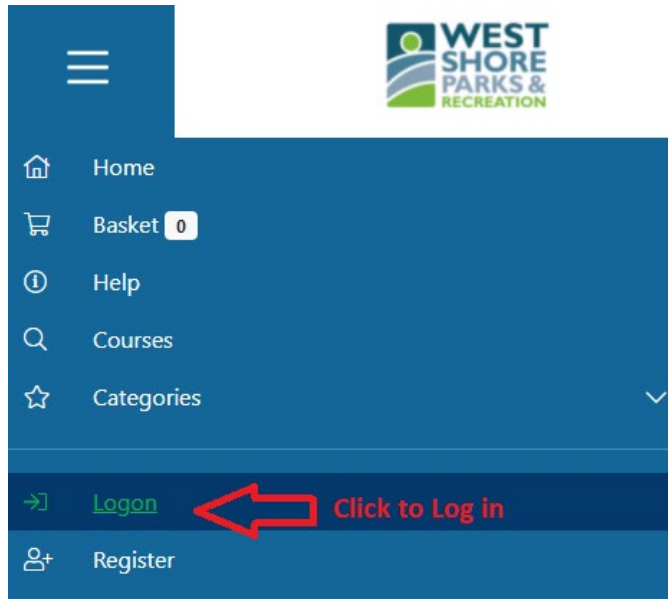 WEST
SHORE
PARKS &
RECREATION
Home
Basket 0
Help
Courses
Categories
Logon
Click to Log in
Register